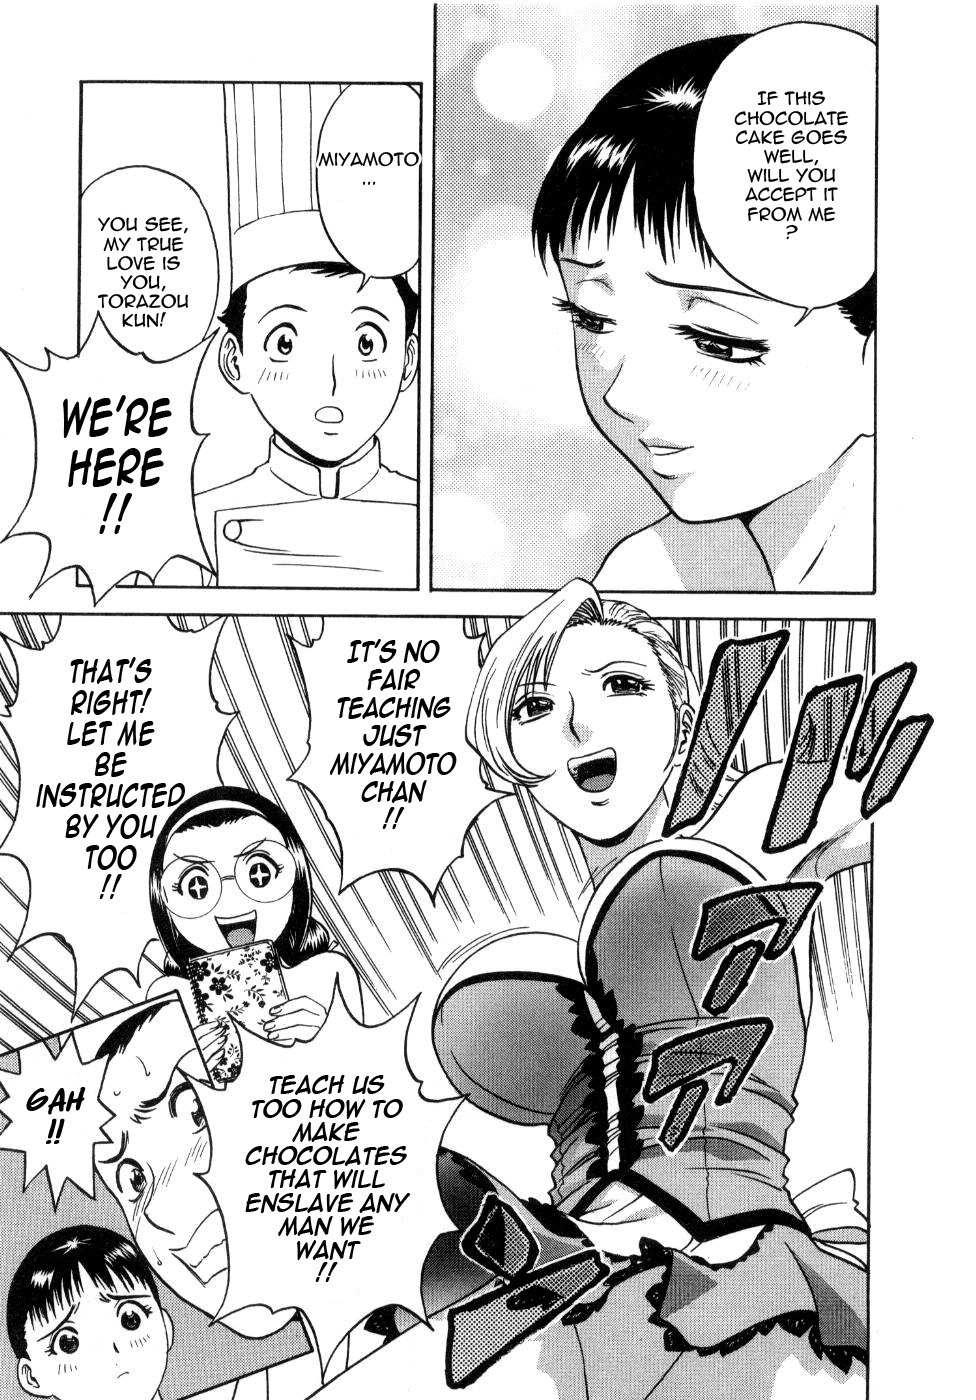 IF THIS
CHOCOLATE
CAKE GOES
WELL,
WILL YOU
ACCEPT IT
FROM ME
?
MIYAMOTO
...
YOU SEE,
MY TRUE
LOVE IS
YOU,
TORAZOU
KUN!
WE'RE
HERE
!!
IT'S NO
FAIR
TEACHING
JUST
MIYAMOTO
CHAN
!!
THAT'S
RIGHT!
LET ME
BE
INSTRUCTED
BY YOU
TOO
!!
TEACH US
TOO HOW TO
MAKE
CHOCOLATES
THAT WILL
ENSLAVE ANY
MAN WE
WANT
!!
GAH
!!